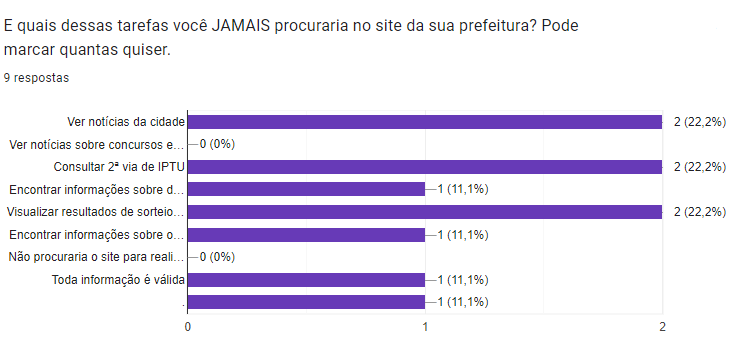 E quais dessas tarefas você JAMAIS procuraria no site da sua prefeitura? Pode
marcar quantas quiser.
9 respostas
Ver notícias da cidade 2 (22,2%)
Ver notícias sobre concursos e… 0 (0%)
Consultar 2ª via de IPTU 2 (22,2%)
Encontrar informações sobre d… 1 (11,1%)
Visualizar resultados de sorteio… 2 (22,2%)
Encontrar informações sobre o… 1 (11,1%)
Não procuraria o site para reali… 0 (0%)
Toda informação é válida 1 (11,1%)
. 1 (11,1%)
0 1 2